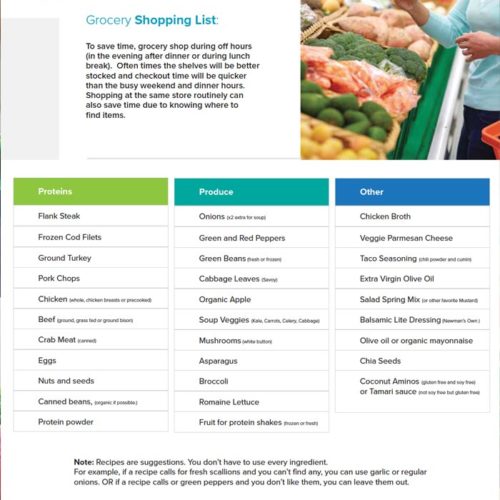 Grocery Shopping List:
To save time, grocery shop during off hours
(in the evening after dinner or during lunch
break). Often times the shelves will be better
stocked and checkout time will be quicker
than the busy weekend and dinner hours.
Shopping at the same store routinely can
also save time due to knowing where to
find items.
Proteins
Flank Steak
Frozen Cod Filets
Ground Turkey
Pork Chops
Chicken (whole, chicken breasts or precooked)
Beef (ground, grass fed or ground bison)
Crab Meat (canned)
Eggs
Nuts and seeds
Canned beans, (organic if possible.)
Protein powder
Produce
Onions (x2 extra for soup)
Green and Red Peppers
Green Beans (fresh or frozen)
Cabbage Leaves (Savoy)
Organic Apple
Soup Veggies (Kale, Carrots, Celery, Cabbage)
Mushrooms (white button)
Asparagus
Broccoli
Romaine Lettuce
Fruit for protein shakes (frozen or fresh)
Other
Chicken Broth
Veggie Parmesan Cheese
Taco Seasoning (chili powder and cumin)
Extra Virgin Olive Oil
Salad Spring Mix (or other favorite Mustard)
Balsamic Lite Dressing (Newman's Own.)
Olive oil or organic mayonnaise
Chia Seeds
Coconut Aminos (gluten free and soy free)
or Tamari sauce (not soy free but gluten free)
Note: Recipes are suggestions. You don't have to use every ingredient.
For example, if a recipe calls for fresh scallions and you can't find any, you can use garlic or regular
onions. OR if a recipe calls or green peppers and you don't like them, you can leave them out.